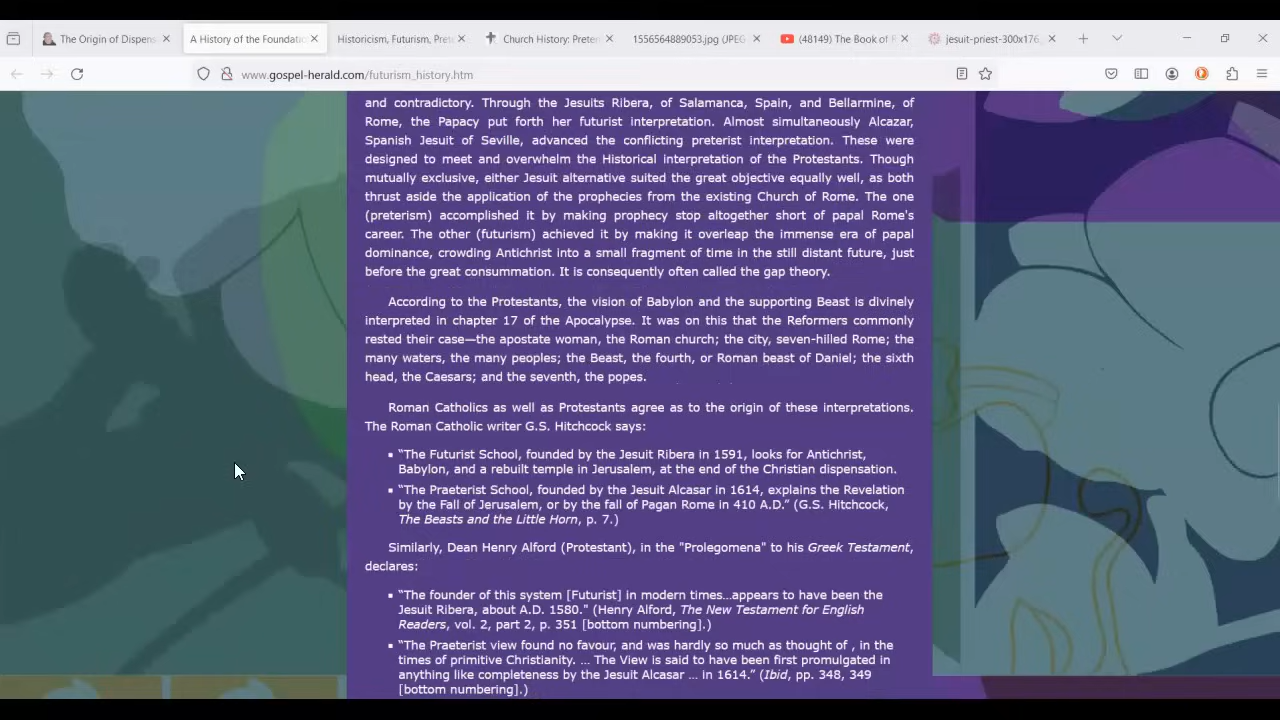 The Origin of Dispens
A History of the Foundatio
Historicism, Futurism, Pret
Church History: Preter
1556564889053.jpg (JPEG
(48149) The Book of R
jesuit-priest-300x176.
www.gospel-herald.com/futurism_history.htm
and contradictory. Through the Jesuits Ribera, of Salamanca, Spain, and Bellarmine, of
Rome, the Papacy put forth her futurist interpretation. Almost simultaneously Alcazar,
Spanish Jesuit of Seville, advanced the conflicting preterist interpretation. These were
designed to meet and overwhelm the Historical interpretation of the Protestants. Though
mutually exclusive, either Jesuit alternative suited the great objective equally well, as both
thrust aside the application of the prophecies from the existing Church of Rome. The one
(preterism) accomplished it by making prophecy stop altogether short of papal Rome's
career. The other (futurism) achieved it by making it overleap the immense era of papal
dominance, crowding Antichrist into a small fragment of time in the still distant future, just
before the great consummation. It is consequently often called the gap theory.
According to the Protestants, the vision of Babylon and the supporting Beast is divinely
interpreted in chapter 17 of the Apocalypse. It was on this that the Reformers commonly
rested their case—the apostate woman, the Roman church; the city, seven-hilled Rome; the
many waters, the many peoples; the Beast, the fourth, or Roman beast of Daniel; the sixth
head, the Caesars; and the seventh, the popes.
Roman Catholics as well as Protestants agree as to the origin of these interpretations.
The Roman Catholic writer G.S. Hitchcock says:
▪ “The Futurist School, founded by the Jesuit Ribera in 1591, looks for Antichrist,
Babylon, and a rebuilt temple in Jerusalem, at the end of the Christian dispensation.
▪ “The Praeterist School, founded by the Jesuit Alcasar in 1614, explains the Revelation
by the Fall of Jerusalem, or by the fall of Pagan Rome in 410 A.D.” (G.S. Hitchcock,
The Beasts and the Little Horn, p. 7.)
Similarly, Dean Henry Alford (Protestant), in the "Prolegomena" to his Greek Testament,
declares:
▪ “The founder of this system [Futurist] in modern times…appears to have been the
Jesuit Ribera, about A.D. 1580." (Henry Alford, The New Testament for English
Readers, vol. 2, part 2, p. 351 [bottom numbering].)
▪ “The Praeterist view found no favour, and was hardly so much as thought of , in the
times of primitive Christianity. … The View is said to have been first promulgated in
anything like completeness by the Jesuit Alcasar … in 1614.” (Ibid, pp. 348, 349
[bottom numbering].)